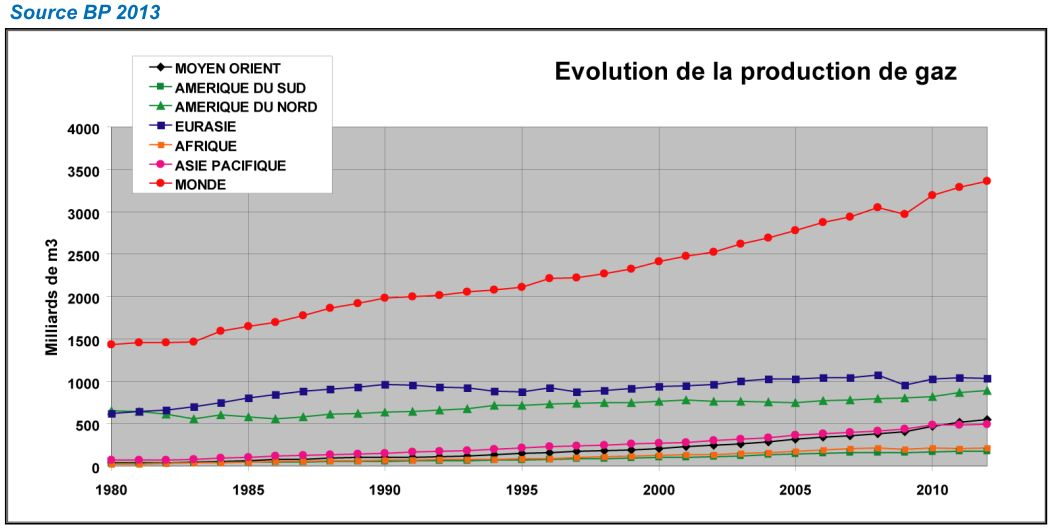 Source BP 2013
Evolution de la production de gaz
MOYEN ORIENT
AMERIQUE DU SUD
AMERIQUE DU NORD
EURASIE
AFRIQUE
ASIE PACIFIQUE
MONDE
Milliards de m3
4000
3500
3000
2500
2000
1500
1000
500
0
1980 1985 1990 1995 2000 2005 2010